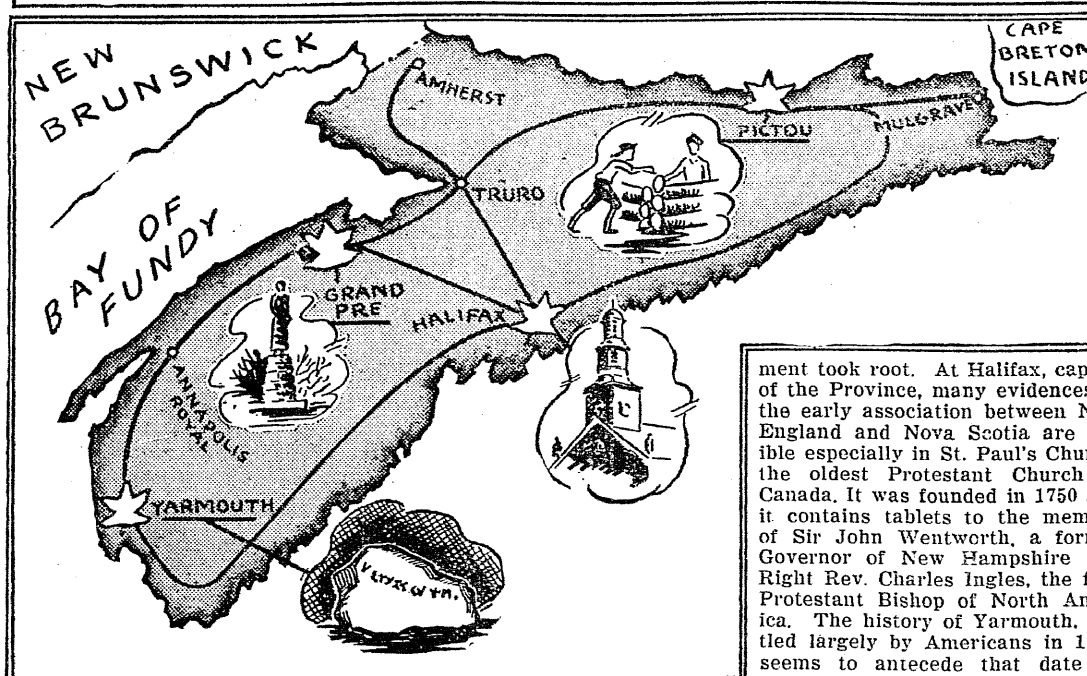 NEW
BRUNSWICK
CAPE
BRETON
ISLAND
AMHERST
PICTOU
MULGRAVE
TRURO
BAY OF
FUNDY
GRAND
PRE
HALIFAX
ANNAPOLIS
ROYAL
YARMOUTH
ment took root. At Halifax, cap
of the Province, many evidences
the early association between N
England and Nova Scotia are
ible especially in St. Paul's Chu
the oldest Protestant Church
Canada. It was founded in 1750
it contains tablets to the mem
of Sir John Wentworth, a for
Governor of New Hampshire
Right Rev. Charles Ingles, the f
Protestant Bishop of North Am
ica. The history of Yarmouth,
tled largely by Americans in 1
seems to antecede that date